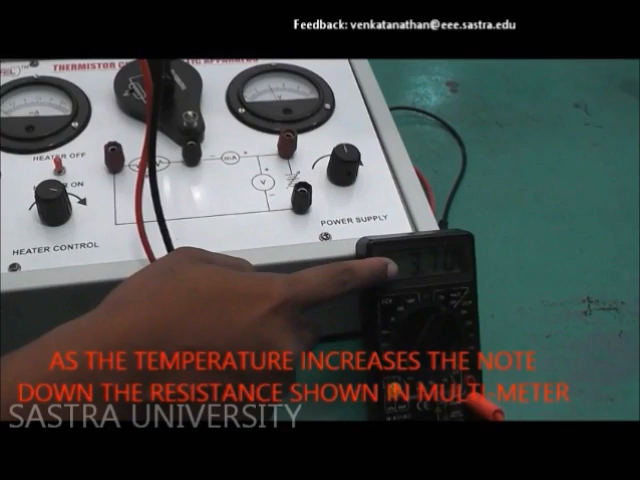 Feedback: venkatanathan@eee.sastra.edu
THERMISTOR
HEATER OFF
ON
HEATER CONTROL
mA
V
POWER SUPPLY
AS THE TEMPERATURE INCREASES THE NOTE
DOWN THE RESISTANCE SHOWN IN MULTI-METER
SASTRA UNIVERSITY